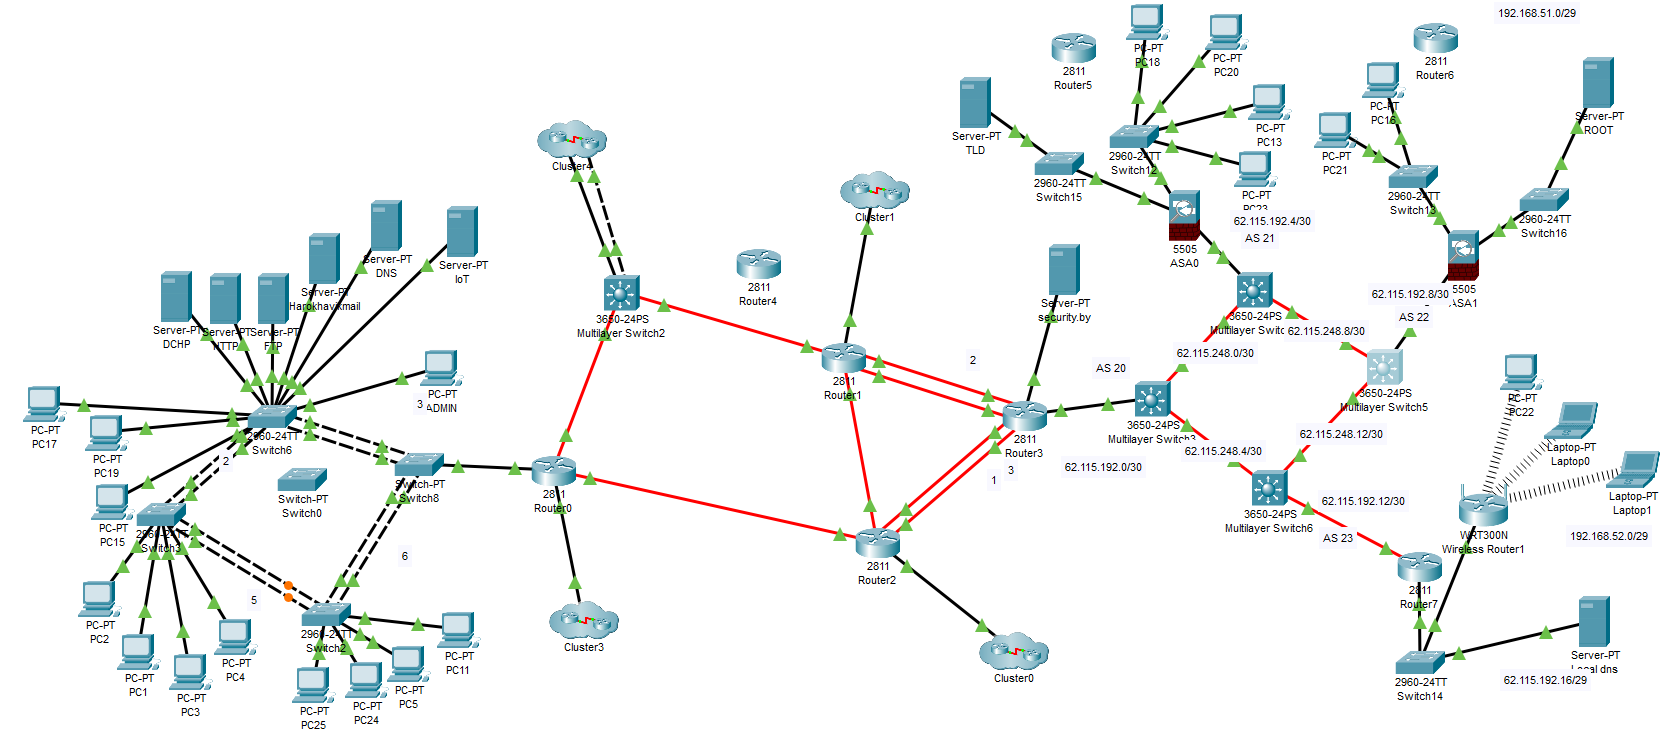 192.168.51.0/29
PC-PT
PC18
PC-PT
PC20
2811
Router5
2811
Router6
Server-PT
TLD
2960-24TT
Switch15
2960-24TT
Switch12
PC-PT
PC13
PC-PT
PC23
PC-PT
PC16
PC-PT
PC21
Server-PT
ROOT
2960-24TT
Switch13
2960-24TT
Switch16
62.115.192.4/30
AS 21
5505
ASA0
5505
ASA1
62.115.192.8/30
AS 22
Cluster4
Cluster1
2811
Router4
Server-PT
security.by
3650-24PS
Multilayer Switch2
2811
Router1
2
AS 20
3650-24PS
62.115.248.8/30
62.115.248.0/30
3650-24PS
Multilayer Switch5
3650-24PS
Multilayer Switch3
62.115.248.12/30
62.115.248.4/30
2811
Router3
3
1
62.115.192.0/30
3650-24PS
Multilayer Switch6
62.115.192.12/30
AS 23
2811
Router7
PC-PT
PC22
Laptop-PT
Laptop0
Laptop-PT
Laptop1
WRT300N
Wireless Router1
192.168.52.0/29
Server-PT
Local dns
62.115.192.16/29
2960-24TT
Switch14
Server-PT
DCHP
Server-PT
HTTP
Server-PT
FTP
Server-PT
Harokhavikmail
Server-PT
DNS
Server-PT
IoT
PC-PT
ADMIN
3
PC-PT
PC17
PC-PT
PC19
2960-24TT
Switch6
2
Switch-PT
Switch0
Switch-PT
Switch8
2811
Router0
PC-PT
PC15
2960-24TT
Switch3
6
5
PC-PT
PC2
PC-PT
PC1
PC-PT
PC3
PC-PT
PC4
2960-24TT
Switch2
PC-PT
PC25
PC-PT
PC24
PC-PT
PC5
PC-PT
PC11
Cluster3
2811
Router2
Cluster0